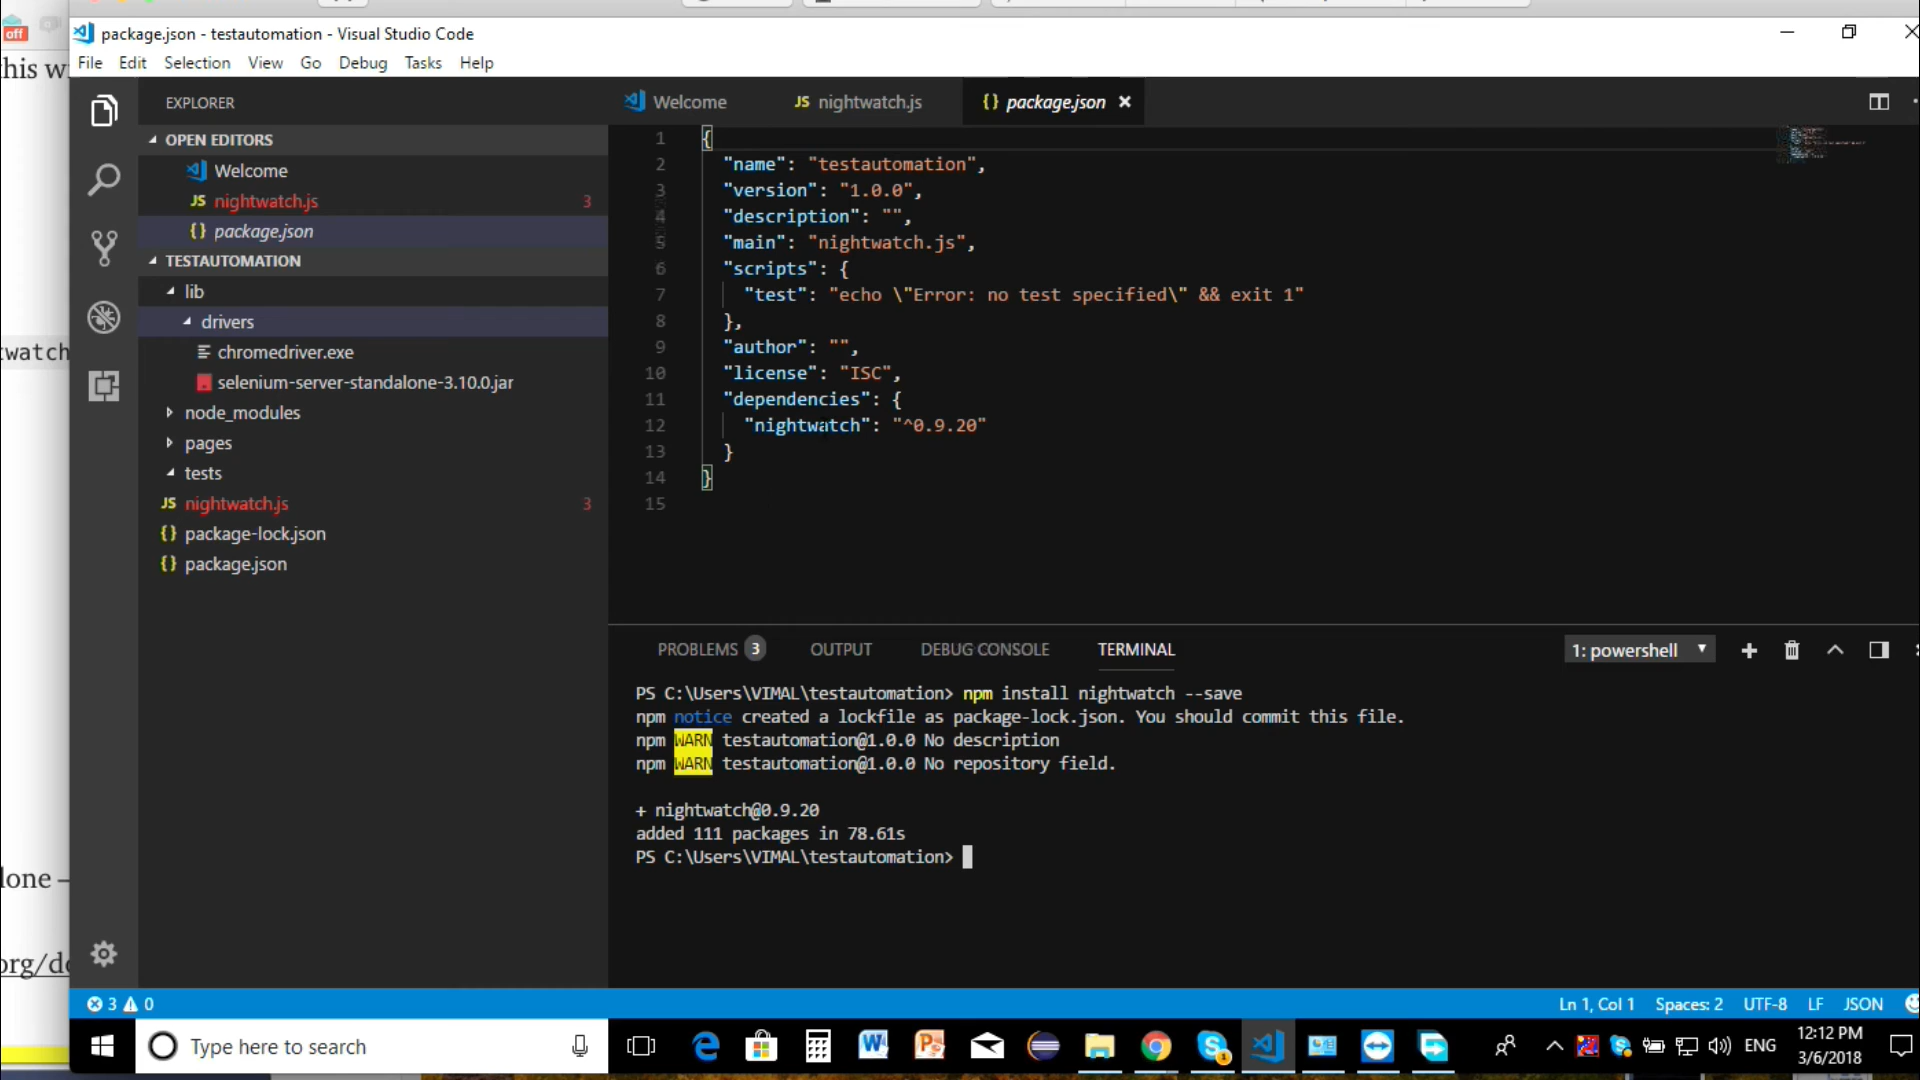 off
his w
twatch
lone –
org/do
package.json - testautomation - Visual Studio Code
File Edit Selection View Go Debug Tasks Help
EXPLORER
OPEN EDITORS
Welcome
JS nightwatch.js 3
{} package.json
TESTAUTOMATION
lib
drivers
chromedriver.exe
selenium-server-standalone-3.10.0.jar
node_modules
pages
tests
JS nightwatch.js 3
{} package-lock.json
{} package.json
Welcome JS nightwatch.js {} package.json ×
1 {
2 "name": "testautomation",
3 "version": "1.0.0",
4 "description": "",
5 "main": "nightwatch.js",
6 "scripts": {
7 "test": "echo \"Error: no test specified\" && exit 1"
8 },
9 "author": "",
10 "license": "ISC",
11 "dependencies": {
12 "nightwatch": "^0.9.20"
13 }
14 }
15
PROBLEMS 3 OUTPUT DEBUG CONSOLE TERMINAL 1: powershell
PS C:\Users\VIMAL\testautomation> npm install nightwatch --save
npm notice created a lockfile as package-lock.json. You should commit this file.
npm WARN testautomation@1.0.0 No description
npm WARN testautomation@1.0.0 No repository field.
+ nightwatch@0.9.20
added 111 packages in 78.61s
PS C:\Users\VIMAL\testautomation>
3 0 Ln 1, Col 1 Spaces: 2 UTF-8 LF JSON
Type here to search
ENG 12:12 PM
3/6/2018